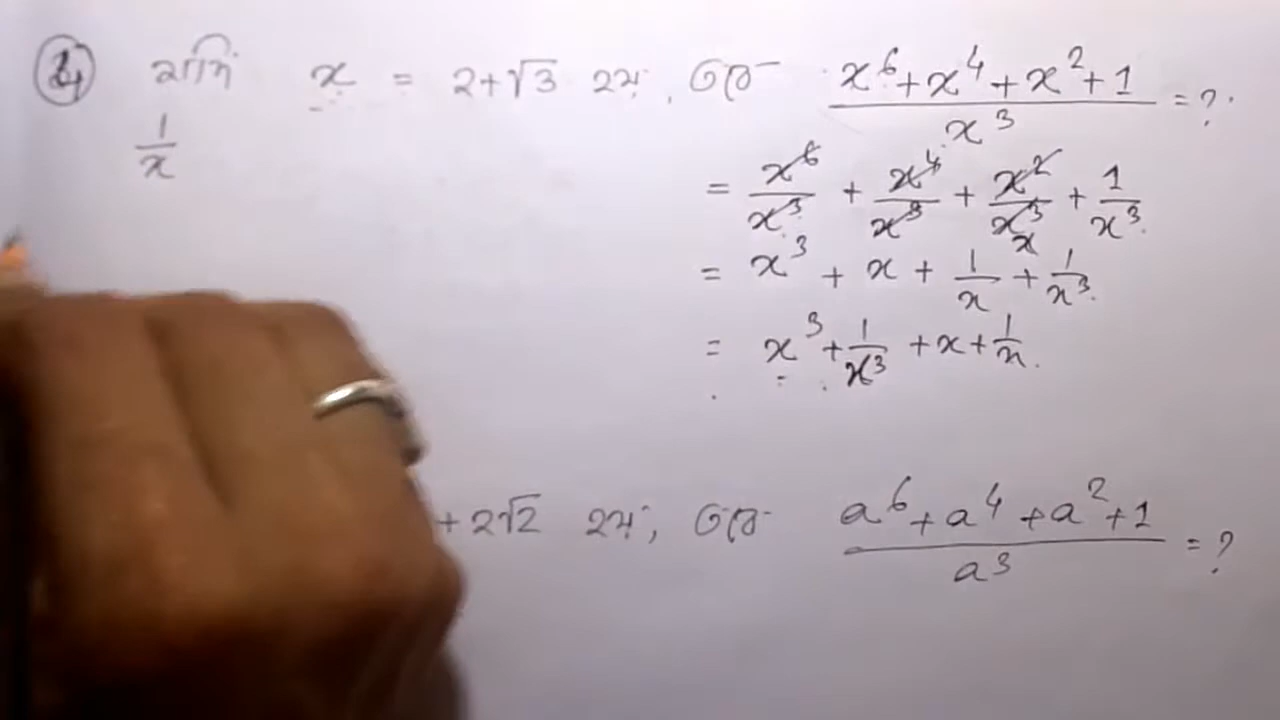 ④ যদি x = 2+√3 হয়, তবে (x⁶+x⁴+x²+1)/x³ = ?
1/x
= x⁶/x³ + x⁴/x³ + x²/x³ + 1/x³
= x³ + x + 1/x + 1/x³
= x³ + 1/x³ + x + 1/x
+ 2√2 হয়, তবে (a⁶+a⁴+a²+1)/a³ = ?